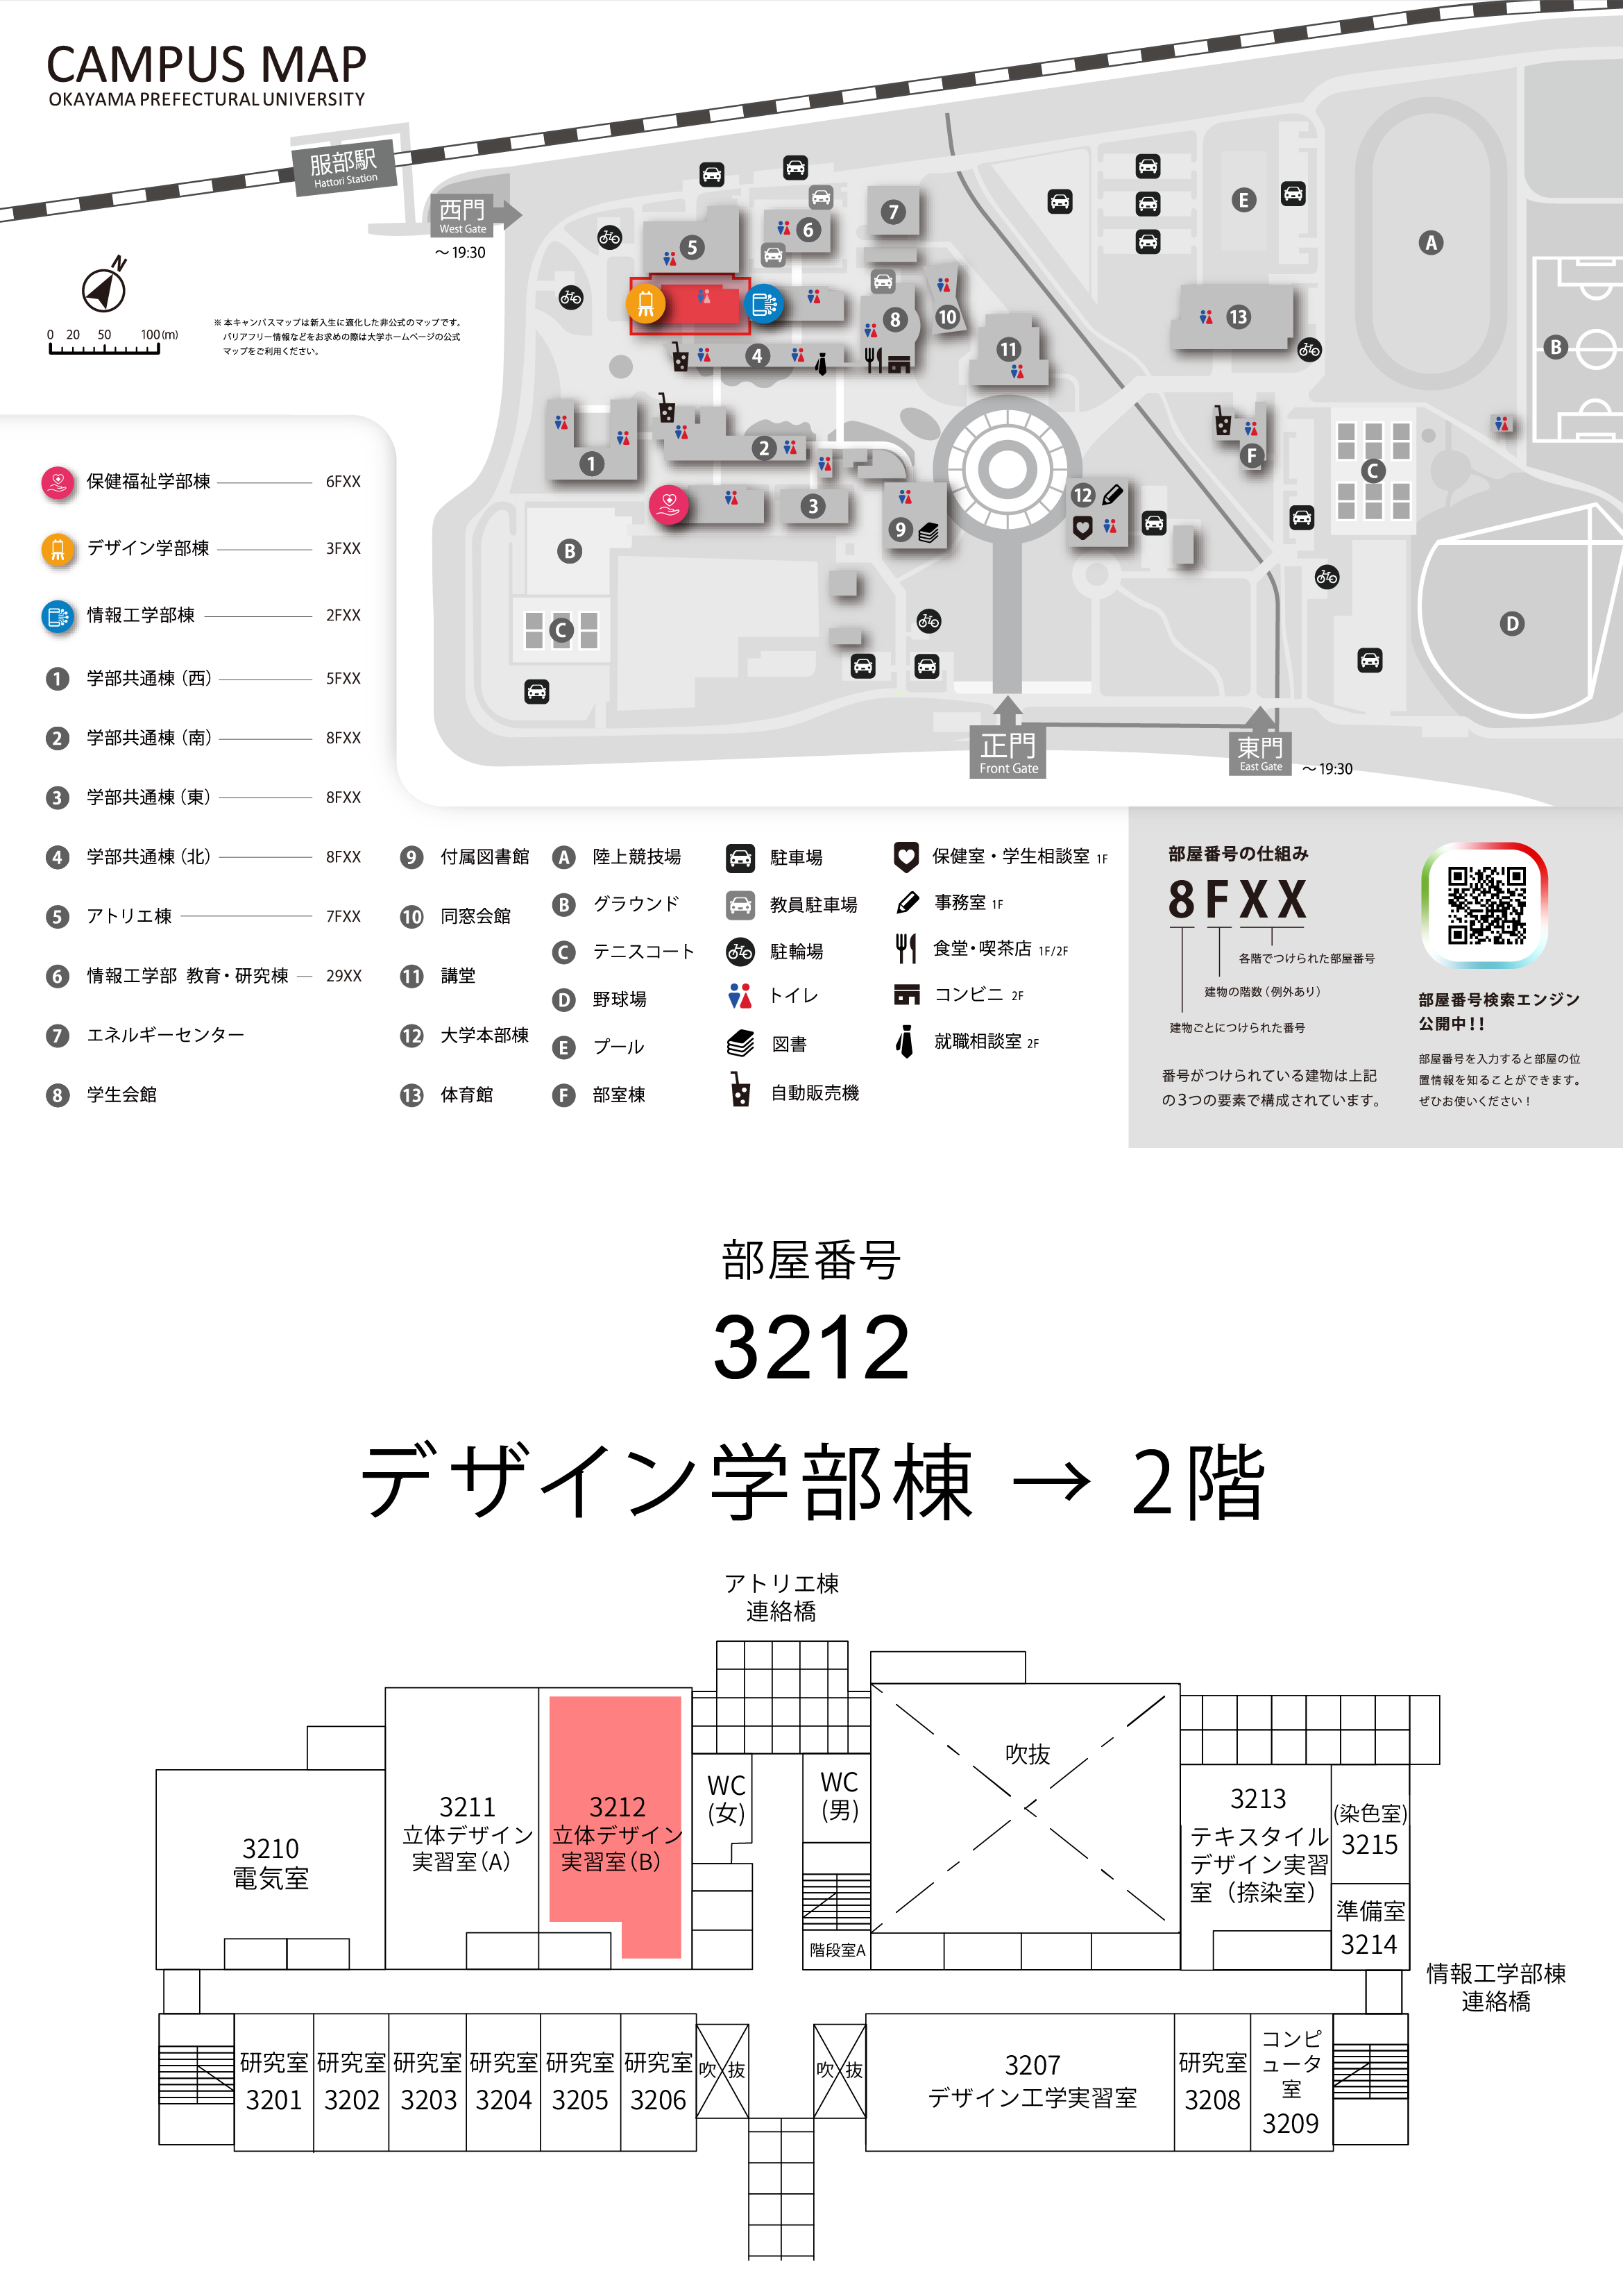 CAMPUS MAP
OKAYAMA PREFECTURAL UNIVERSITY
服部駅
Hattori Station
西門
West Gate
～19:30
N
0 20 50 100(m)
※ 本キャンパスマップは新入生に適化した非公式のマップです。
バリアフリー情報などをお求めの際は大学ホームページの公式
マップをご利用ください。
7
6
5
E
A
8
10
13
11
B
4
2
1
F
C
3
12
9
B
C
D
正門
Front Gate
東門
East Gate
～19:30
保健福祉学部棟 6FXX
デザイン学部棟 3FXX
情報工学部棟 2FXX
1 学部共通棟（西） 5FXX
2 学部共通棟（南） 8FXX
3 学部共通棟（東） 8FXX
4 学部共通棟（北） 8FXX
5 アトリエ棟 7FXX
6 情報工学部 教育・研究棟 29XX
7 エネルギーセンター
8 学生会館
9 付属図書館
10 同窓会館
11 講堂
12 大学本部棟
13 体育館
A 陸上競技場
B グラウンド
C テニスコート
D 野球場
E プール
F 部室棟
駐車場
教員駐車場
駐輪場
トイレ
図書
自動販売機
保健室・学生相談室 1F
事務室 1F
食堂・喫茶店 1F/2F
コンビニ 2F
就職相談室 2F
部屋番号の仕組み
8FXX
各階でつけられた部屋番号
建物の階数（例外あり）
建物ごとにつけられた番号
番号がつけられている建物は上記
の3つの要素で構成されています。
部屋番号検索エンジン
公開中!!
部屋番号を入力すると部屋の位
置情報を知ることができます。
ぜひお使いください！
部屋番号
3212
デザイン学部棟 → 2階
アトリエ棟
連絡橋
3210
電気室
3211
立体デザイン
実習室(A)
3212
立体デザイン
実習室(B)
WC
(女)
WC
(男)
階段室A
吹抜
3213
テキスタイル
デザイン実習
室（捺染室）
(染色室)
3215
準備室
3214
情報工学部棟
連絡橋
研究室
3201
研究室
3202
研究室
3203
研究室
3204
研究室
3205
研究室
3206
吹抜
吹抜
3207
デザイン工学実習室
研究室
3208
コンピ
ュータ
室
3209